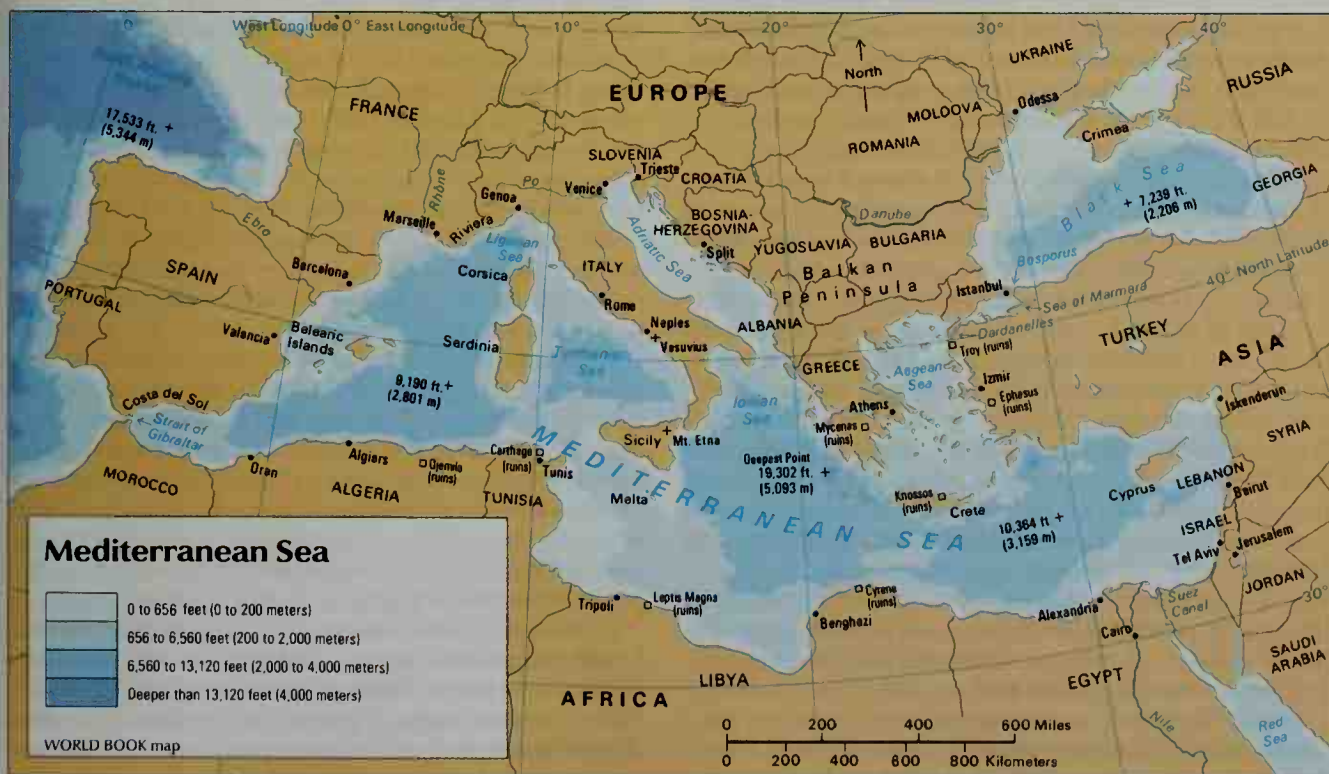 West Longitude 0° East Longitude
0
10°
20°
30°
40°
17,533 ft. +
(5,344 m)
FRANCE
EUROPE
North
UKRAINE
RUSSIA
MOLDOVA
Odessa
Crimea
ROMANIA
SLOVENIA
Trieste
Venice
CROATIA
Po
Genoa
Rhône
Marseille
Riviera
Ligurian
Sea
BOSNIA-
HERZEGOVINA
Split
Adriatic Sea
YUGOSLAVIA
Danube
BULGARIA
Balkan
Peninsula
Black Sea
+ 7,239 ft.
(2,206 m)
GEORGIA
Bosporus
Istanbul
40° North Latitude
Sea of Marmara
Dardanelles
Troy (ruins)
TURKEY
ASIA
Ebro
SPAIN
PORTUGAL
Barcelona
Valencia
Balearic
Islands
Corsica
ITALY
Rome
Naples
Vesuvius
Sardinia
Tyrrhenian
Sea
ALBANIA
GREECE
Aegean
Sea
Izmir
Ephesus
(ruins)
Athens
Mycenae
(ruins)
Ionian
Sea
Iskenderun
SYRIA
9,190 ft. +
(2,801 m)
Costa del Sol
Strait of
Gibraltar
Oran
Algiers
Djemila
(ruins)
Carthage
(ruins)
Tunis
Sicily
Mt. Etna
MOROCCO
ALGERIA
TUNISIA
Malta
MEDITERRANEAN SEA
Deepest Point
19,302 ft. +
(5,093 m)
Knossos
(ruins)
Crete
10,364 ft +
(3,159 m)
Cyprus
LEBANON
Beirut
ISRAEL
Tel Aviv
Jerusalem
JORDAN
30°
Suez
Canal
Tripoli
Leptis Magna
(ruins)
Benghazi
Cyrene
(ruins)
Alexandria
Cairo
LIBYA
AFRICA
EGYPT
Nile
SAUDI
ARABIA
Red
Sea
Mediterranean Sea
0 to 656 feet (0 to 200 meters)
656 to 6,560 feet (200 to 2,000 meters)
6,560 to 13,120 feet (2,000 to 4,000 meters)
Deeper than 13,120 feet (4,000 meters)
WORLD BOOK map
0 200 400 600 Miles
0 200 400 600 800 Kilometers